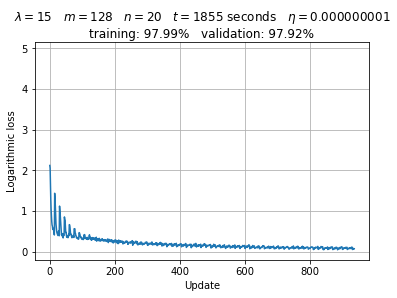 λ = 15 m = 128 n = 20 t = 1855 seconds η = 0.000000001
training: 97.99% validation: 97.92%
5
4
3
2
1
0
Logarithmic loss
0 200 400 600 800
Update